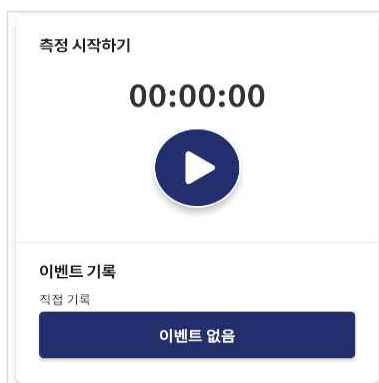 측정 시작하기
00:00:00
이벤트 기록
직접 기록
이벤트 없음